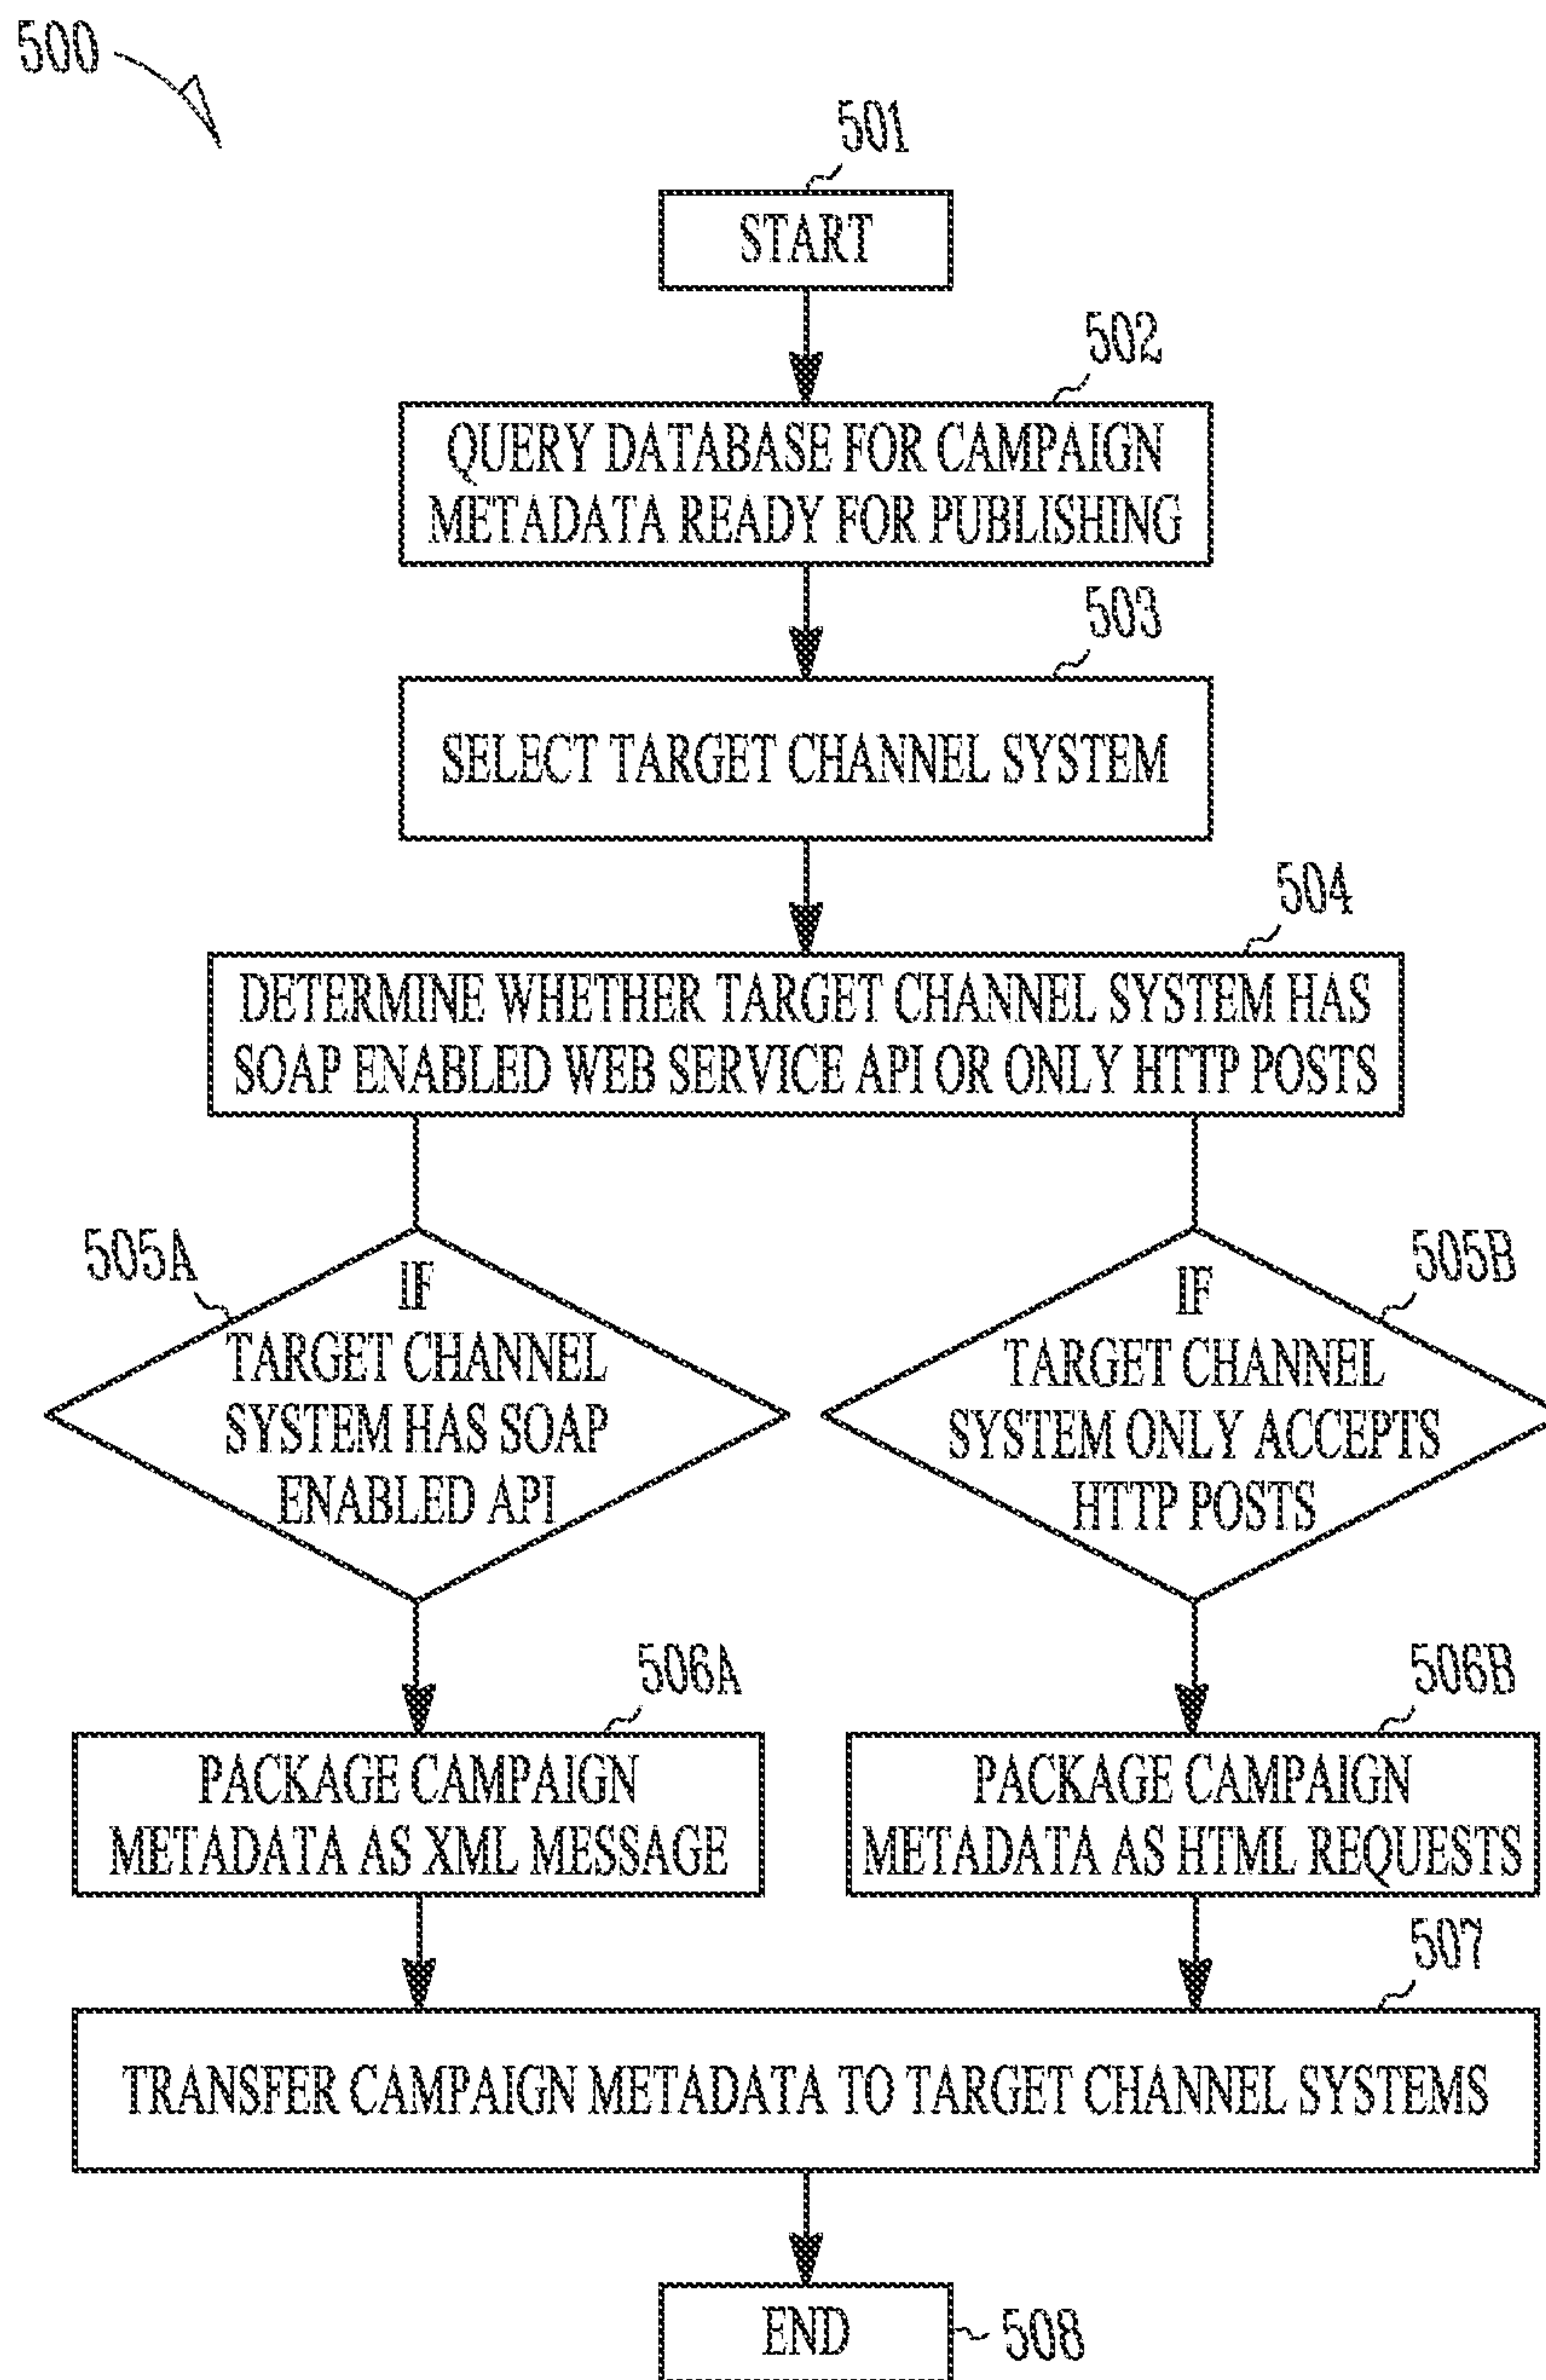 500
501
START
502
QUERY DATABASE FOR CAMPAIGN
METADATA READY FOR PUBLISHING
503
SELECT TARGET CHANNEL SYSTEM
504
DETERMINE WHETHER TARGET CHANNEL SYSTEM HAS
SOAP ENABLED WEB SERVICE API OR ONLY HTTP POSTS
505A
IF
TARGET CHANNEL
SYSTEM HAS SOAP
ENABLED API
505B
IF
TARGET CHANNEL
SYSTEM ONLY ACCEPTS
HTTP POSTS
506A
PACKAGE CAMPAIGN
METADATA AS XML MESSAGE
506B
PACKAGE CAMPAIGN
METADATA AS HTML REQUESTS
507
TRANSFER CAMPAIGN METADATA TO TARGET CHANNEL SYSTEMS
END
508